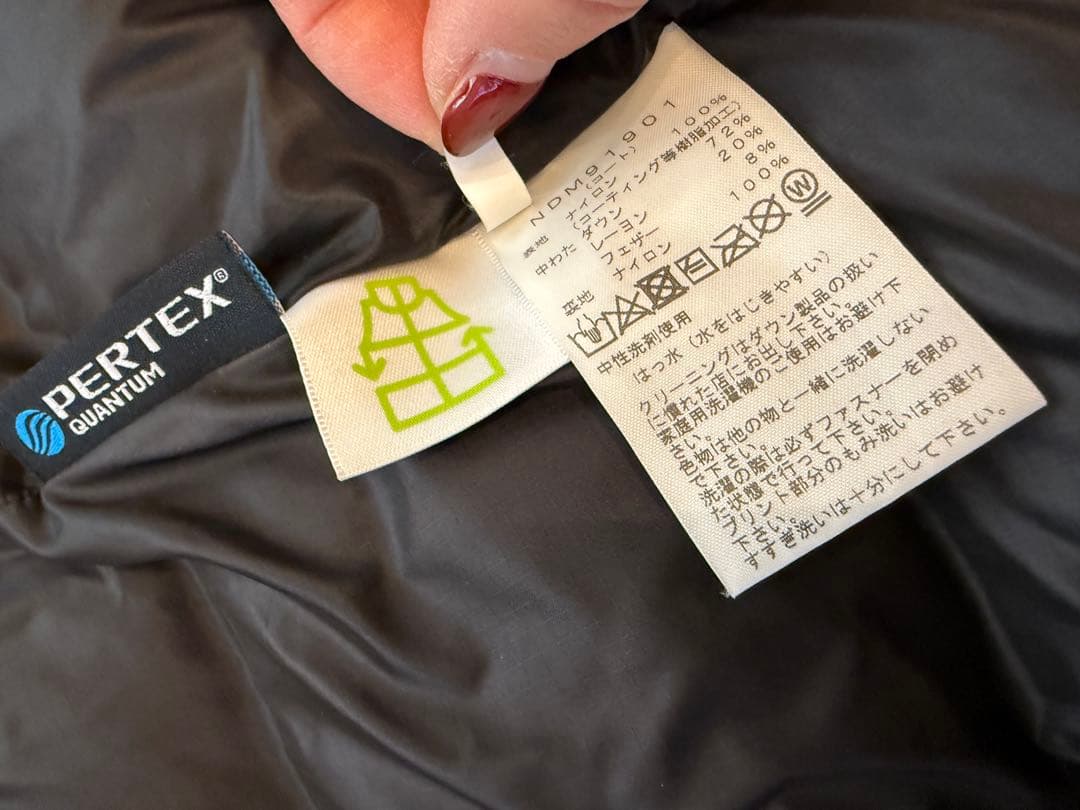 PERTEX®
QUANTUM
NDM91901
(コート)
表地 ナイロン 100%
(コーティング等樹脂加工)
中わた ダウン 72%
レーヨン 20%
フェザー 8%
裏地 ナイロン 100%
W
中性洗剤使用
はっ水(水をはじきやすい)
クリーニングはダウン製品の扱い
に慣れた店にお出し下さい。
家庭用洗濯機のご使用はお避け下
さい。
色物は他の物と一緒に洗濯しない
で下さい。
洗濯の際は必ずファスナーを閉め
た状態で行って下さい。
プリント部分のもみ洗いはお避け
下さい。
すすぎ洗いは十分にして下さい。